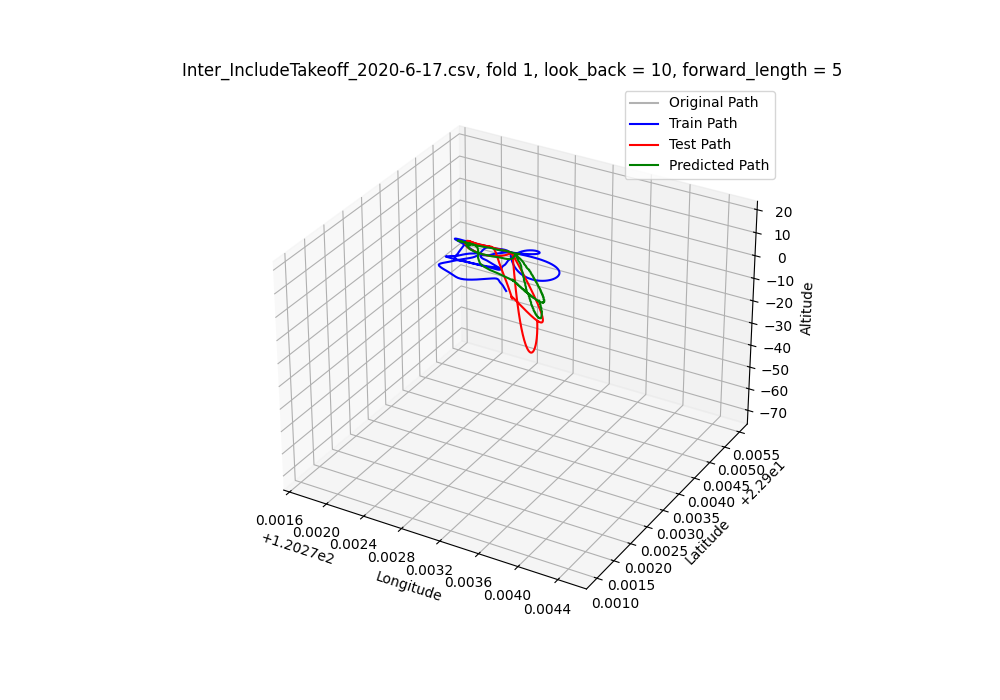 Inter_IncludeTakeoff_2020-6-17.csv, fold 1, look_back = 10, forward_length = 5
Original Path
Train Path
Test Path
Predicted Path
20
10
0
−10
−20
−30
−40
−50
−60
−70
Altitude
0.0055
0.0050
0.0045
0.0040
0.0035
0.0030
0.0025
0.0020
0.0015
0.0010
+2.29e1
Latitude
0.0016
0.0020
0.0024
0.0028
0.0032
0.0036
0.0040
0.0044
+1.2027e2
Longitude